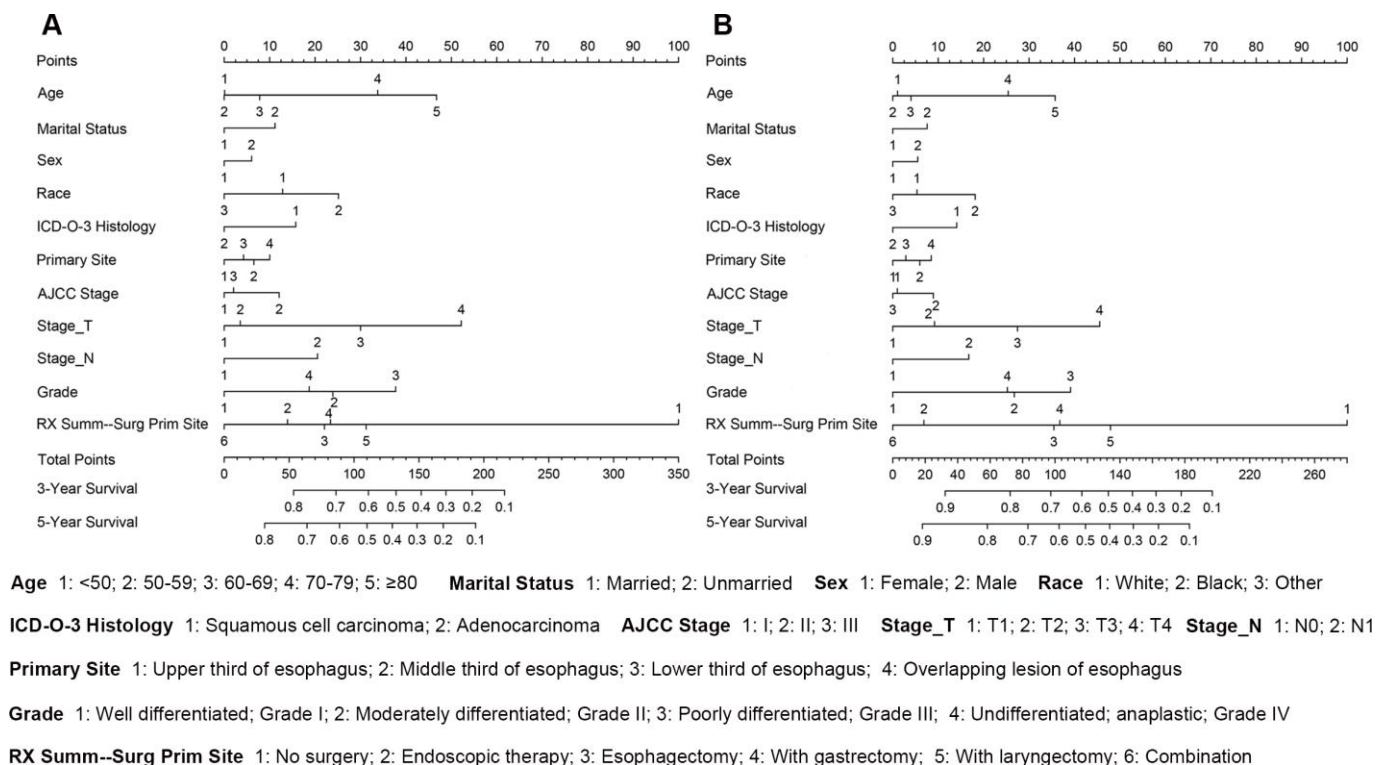 A
Points
0 10 20 30 40 50 60 70 80 90 100
1 4
Age
2 3 2 5
Marital Status
1 2
Sex
1 1
Race
3 1 2
ICD-O-3 Histology
2 3 4
Primary Site
1 3 2
AJCC Stage
1 2 2 4
Stage_T
1 2 3
Stage_N
1 4 3
Grade
1 2 4 2 1
RX Summ--Surg Prim Site
6 3 5
Total Points
0 50 100 150 200 250 300 350
3-Year Survival
0.8 0.7 0.6 0.5 0.4 0.3 0.2 0.1
5-Year Survival
0.8 0.7 0.6 0.5 0.4 0.3 0.2 0.1
B
Points
0 10 20 30 40 50 60 70 80 90 100
1 4
Age
2 3 2 5
Marital Status
1 2
Sex
1 1
Race
3 1 2
ICD-O-3 Histology
2 3 4
Primary Site
1 1 2
AJCC Stage
3 2 2 4
Stage_T
1 2 3
Stage_N
1 4 3
Grade
1 2 2 4 1
RX Summ--Surg Prim Site
6 3 5
Total Points
0 20 40 60 80 100 140 180 220 260
3-Year Survival
0.9 0.8 0.7 0.6 0.5 0.4 0.3 0.2 0.1
5-Year Survival
0.9 0.8 0.7 0.6 0.5 0.4 0.3 0.2 0.1
Age 1: <50; 2: 50-59; 3: 60-69; 4: 70-79; 5: ≥80 Marital Status 1: Married; 2: Unmarried Sex 1: Female; 2: Male Race 1: White; 2: Black; 3: Other
ICD-O-3 Histology 1: Squamous cell carcinoma; 2: Adenocarcinoma AJCC Stage 1: I; 2: II; 3: III Stage_T 1: T1; 2: T2; 3: T3; 4: T4 Stage_N 1: N0; 2: N1
Primary Site 1: Upper third of esophagus; 2: Middle third of esophagus; 3: Lower third of esophagus; 4: Overlapping lesion of esophagus
Grade 1: Well differentiated; Grade I; 2: Moderately differentiated; Grade II; 3: Poorly differentiated; Grade III; 4: Undifferentiated; anaplastic; Grade IV
RX Summ--Surg Prim Site 1: No surgery; 2: Endoscopic therapy; 3: Esophagectomy; 4: With gastrectomy; 5: With laryngectomy; 6: Combination